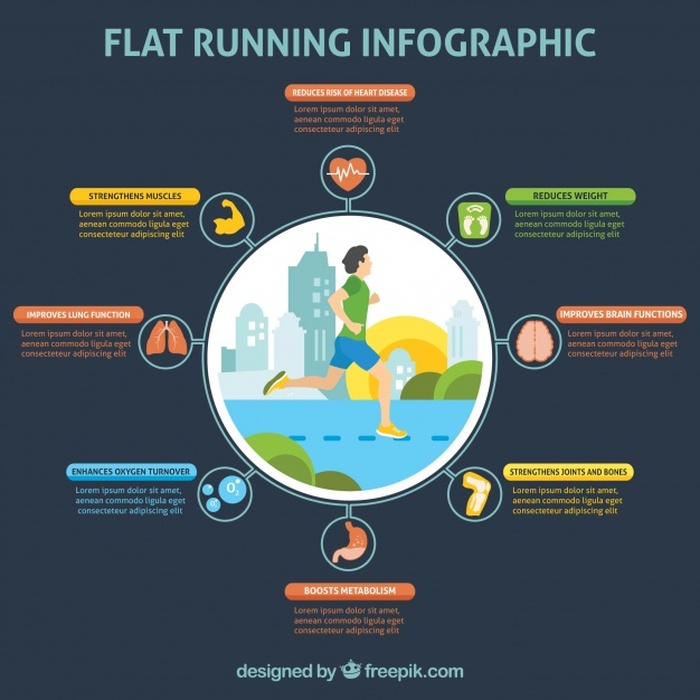 FLAT RUNNING INFOGRAPHIC
REDUCES RISK OF HEART DISEASE
Lorem ipsum dolor sit amet,
aenean commodo ligula
consecteteur adipiscing elit
STRENGTHENS MUSCLES
Lorem ipsum dolor sit amet,
aenean commodo ligula eget
consecteteur adipiscing elit
REDUCES WEIGHT
Lorem ipsum dolor sit amet,
aenean commodo ligula eget
consecteteur adipiscing elit
IMPROVES LUNG FUNCTION
Lorem ipsum dolor sit amet,
aenean commodo ligula eget
consecteteur adipiscing elit
IMPROVES BRAIN FUNCTIONS
Lorem ipsum dolor sit amet,
aenean commodo ligula eget
consecteteur adipiscing elit
ENHANCES OXYGEN TURNOVER
Lorem ipsum dolor sit amet,
aenean commodo ligula eget
consecteteur adipiscing elit
O3
O3
STRENGTHENS JOINTS AND BONES
Lorem ipsum dolor sit amet,
aenean commodo ligula eget
consecteteur adipiscing elit
BOOSTS METABOLISM
Lorem ipsum dolor sit amet,
aenean commodo ligula eget
consecteteur adipiscing elit
designed by freepik.com